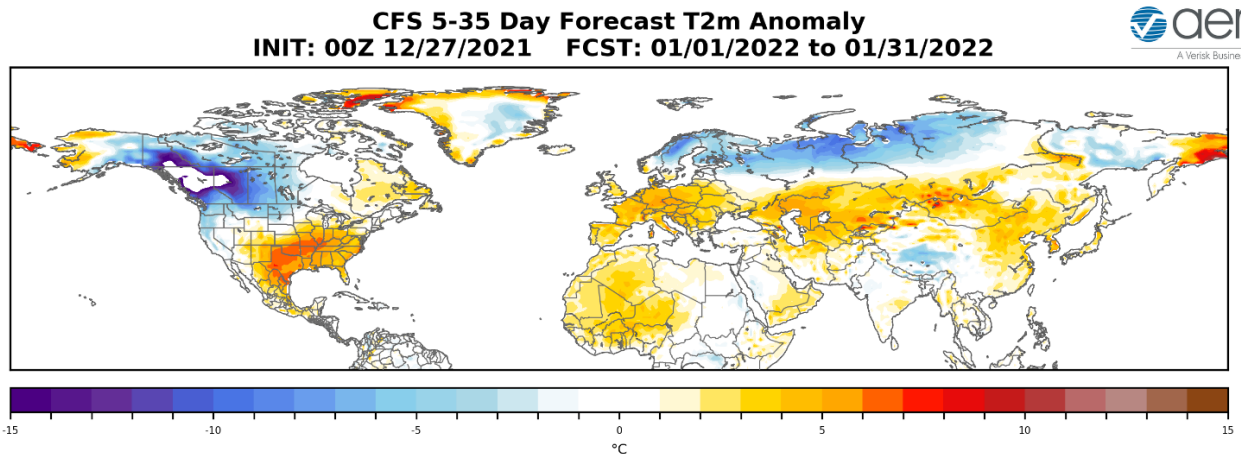 CFS 5-35 Day Forecast T2m Anomaly
INIT: 00Z 12/27/2021 FCST: 01/01/2022 to 01/31/2022
aer
A Verisk Busine
-15 -10 -5 0 5 10 15
°C